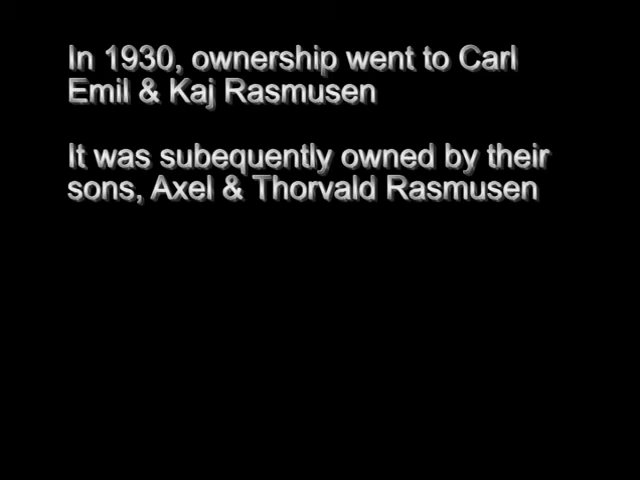 In 1930, ownership went to Carl
Emil & Kaj Rasmusen
It was subequently owned by their
sons, Axel & Thorvald Rasmusen